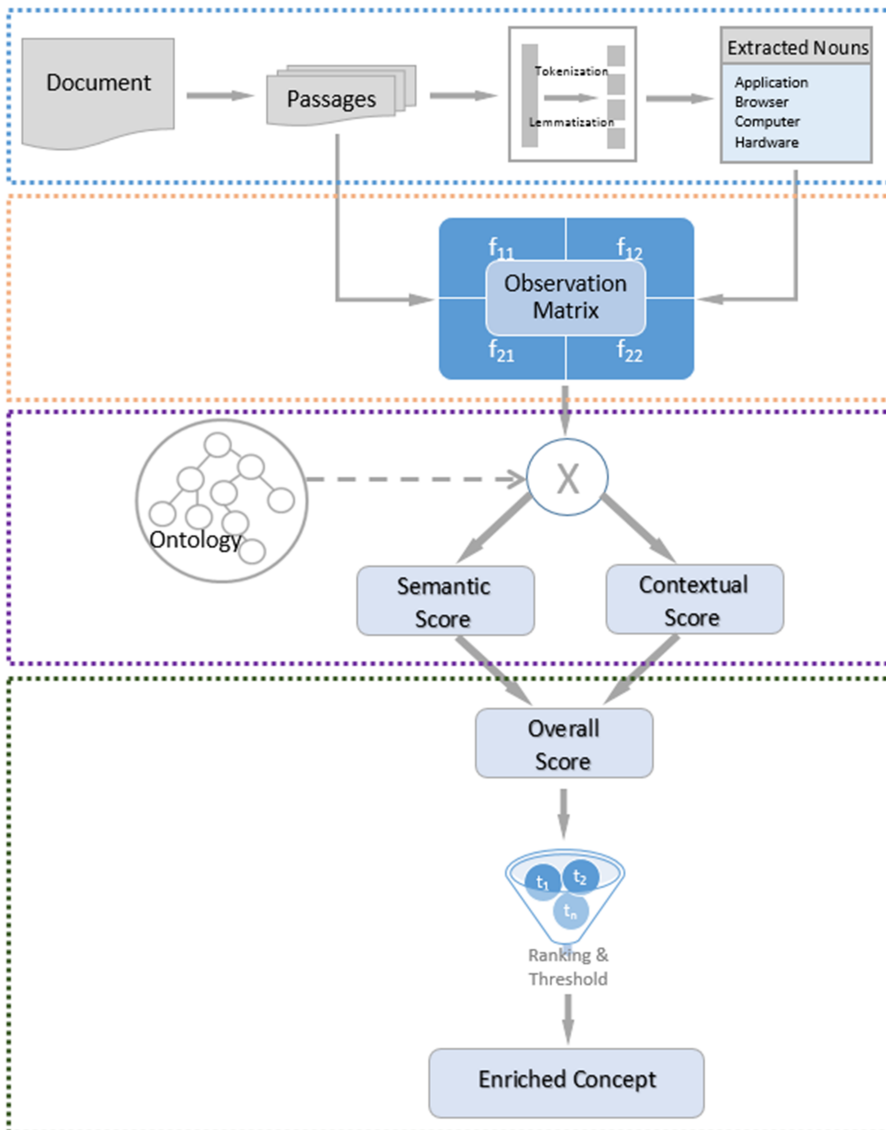 Document
Passages
Tokenization
Lemmatization
Extracted Nouns
Application
Browser
Computer
Hardware
f11 f12
Observation
Matrix
f21 f22
X
Ontology
Semantic
Score
Contextual
Score
Overall
Score
t1 t2
tn
Ranking &
Threshold
Enriched Concept